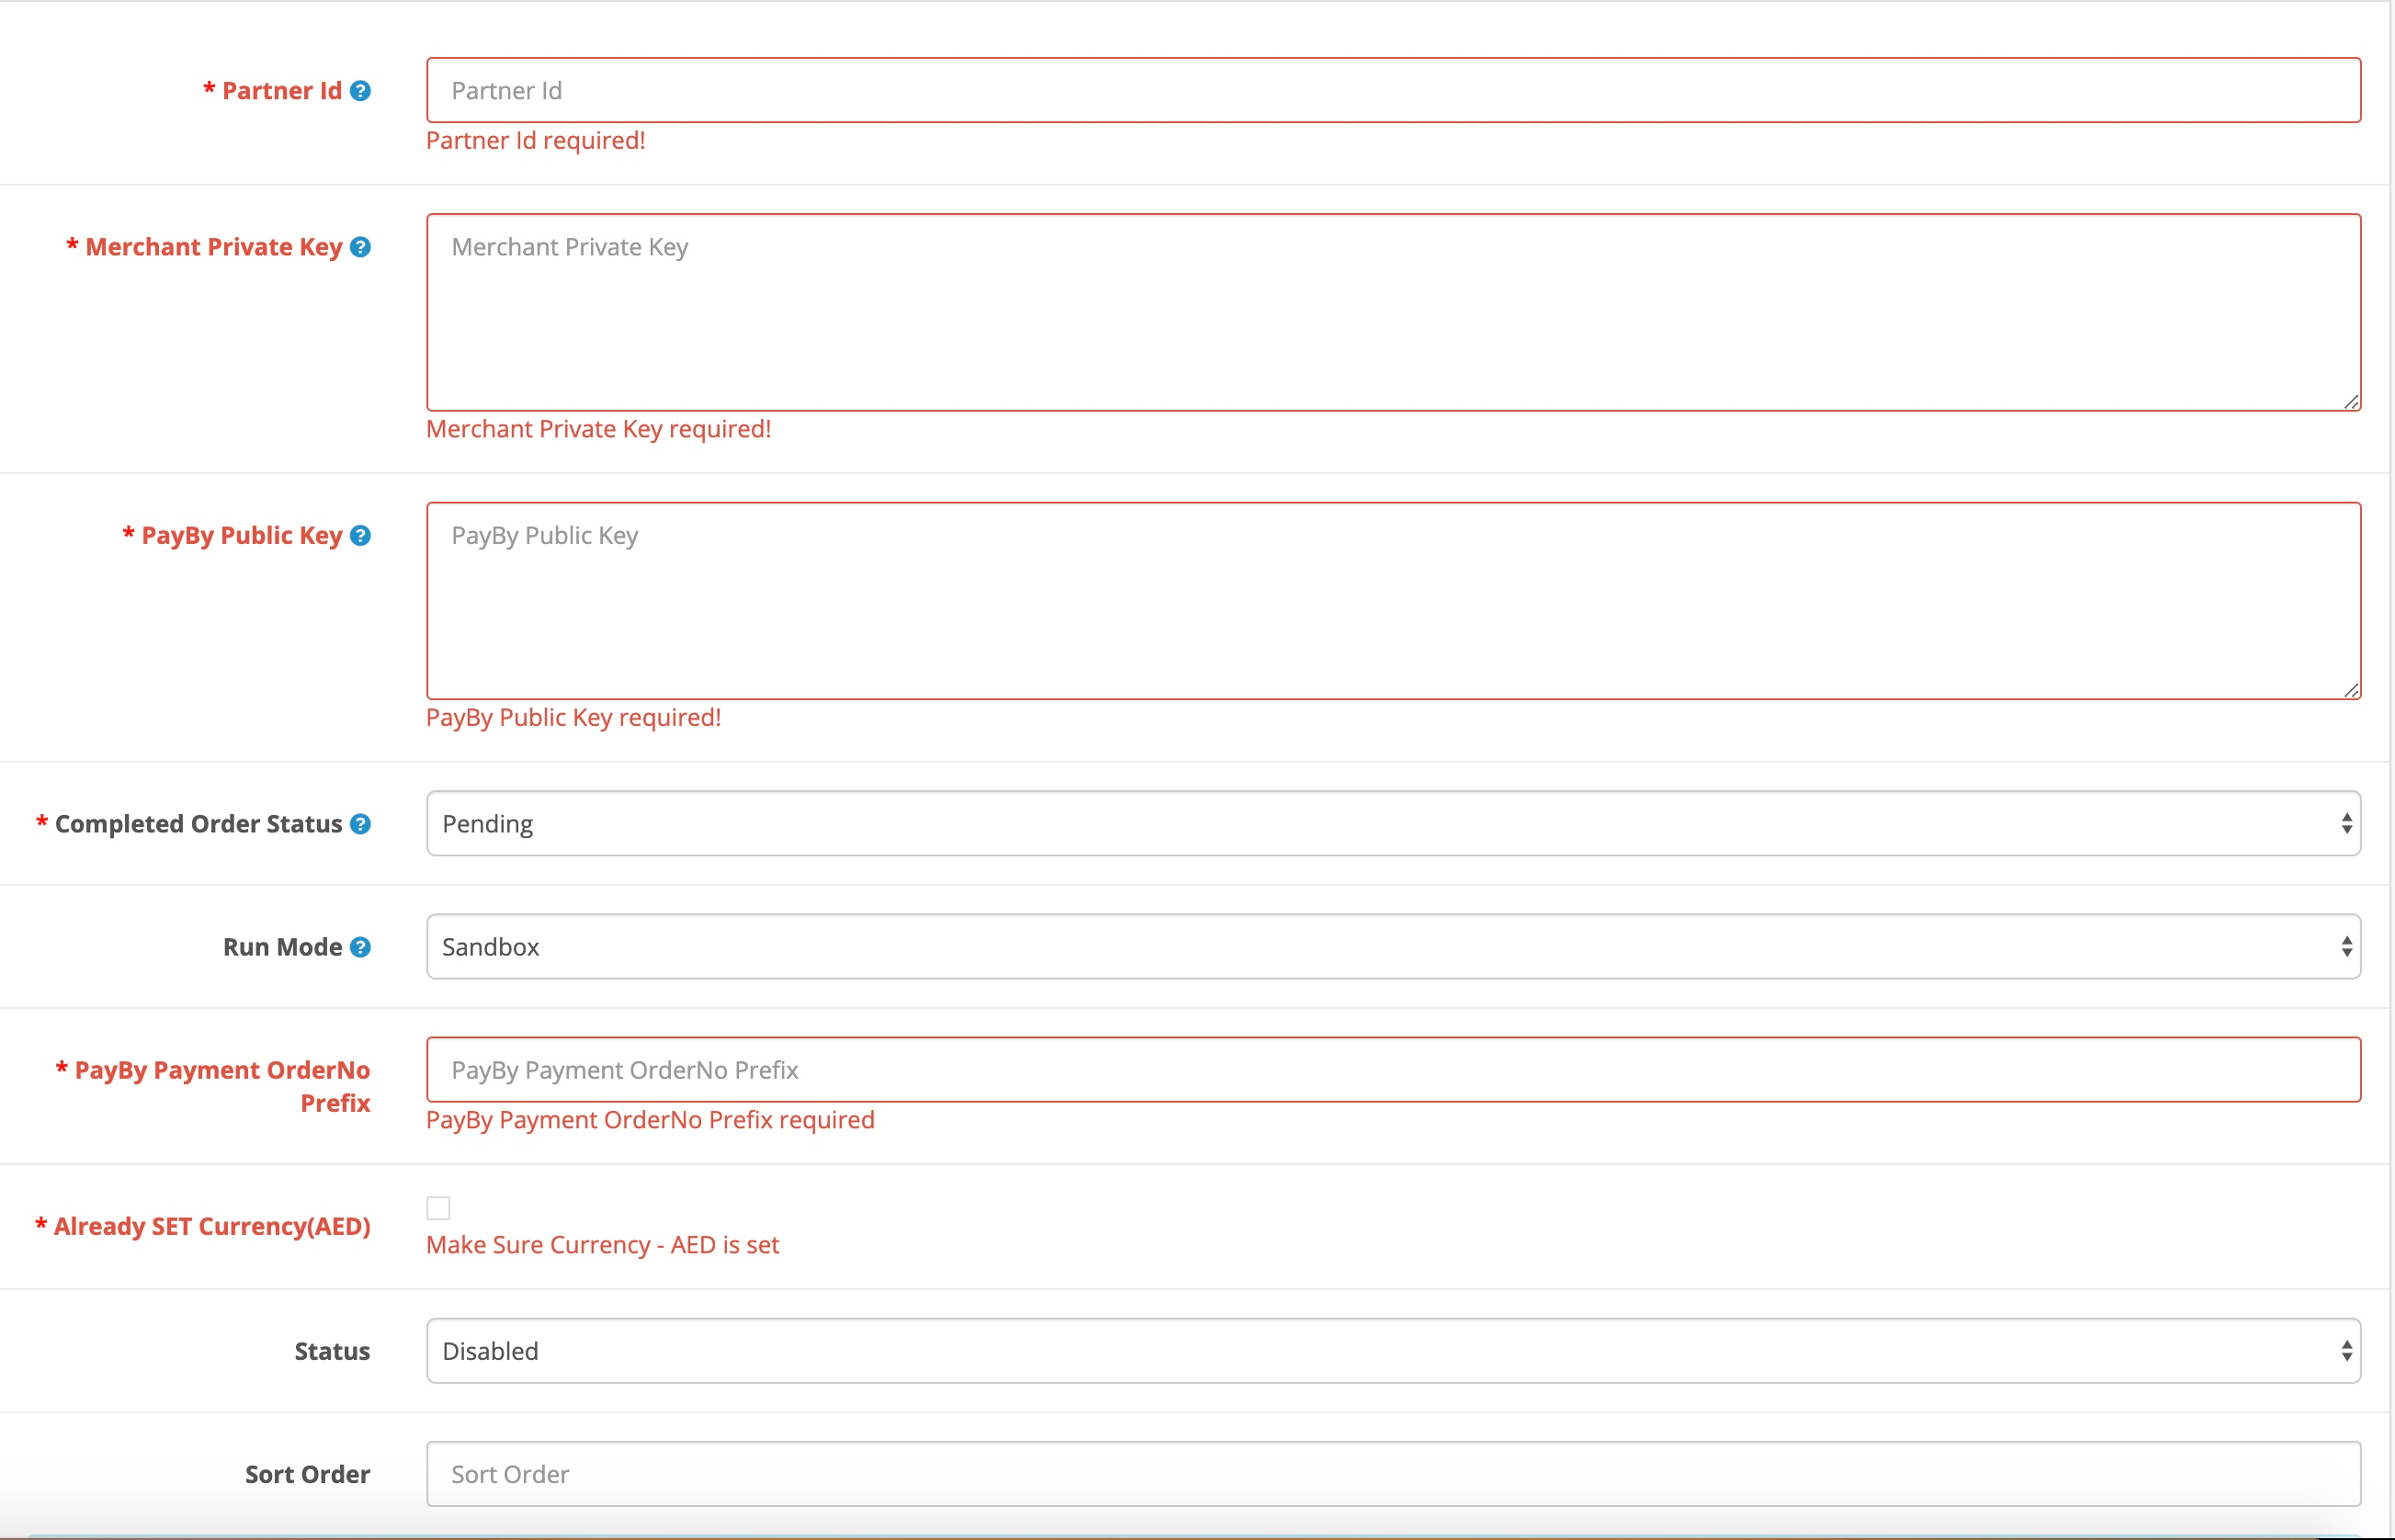 * Partner Id ?
Partner Id
Partner Id required!
* Merchant Private Key ?
Merchant Private Key
Merchant Private Key required!
* PayBy Public Key ?
PayBy Public Key
PayBy Public Key required!
* Completed Order Status ?
Pending
Run Mode ?
Sandbox
* PayBy Payment OrderNo
Prefix
PayBy Payment OrderNo Prefix
PayBy Payment OrderNo Prefix required
* Already SET Currency(AED)
Make Sure Currency - AED is set
Status
Disabled
Sort Order
Sort Order